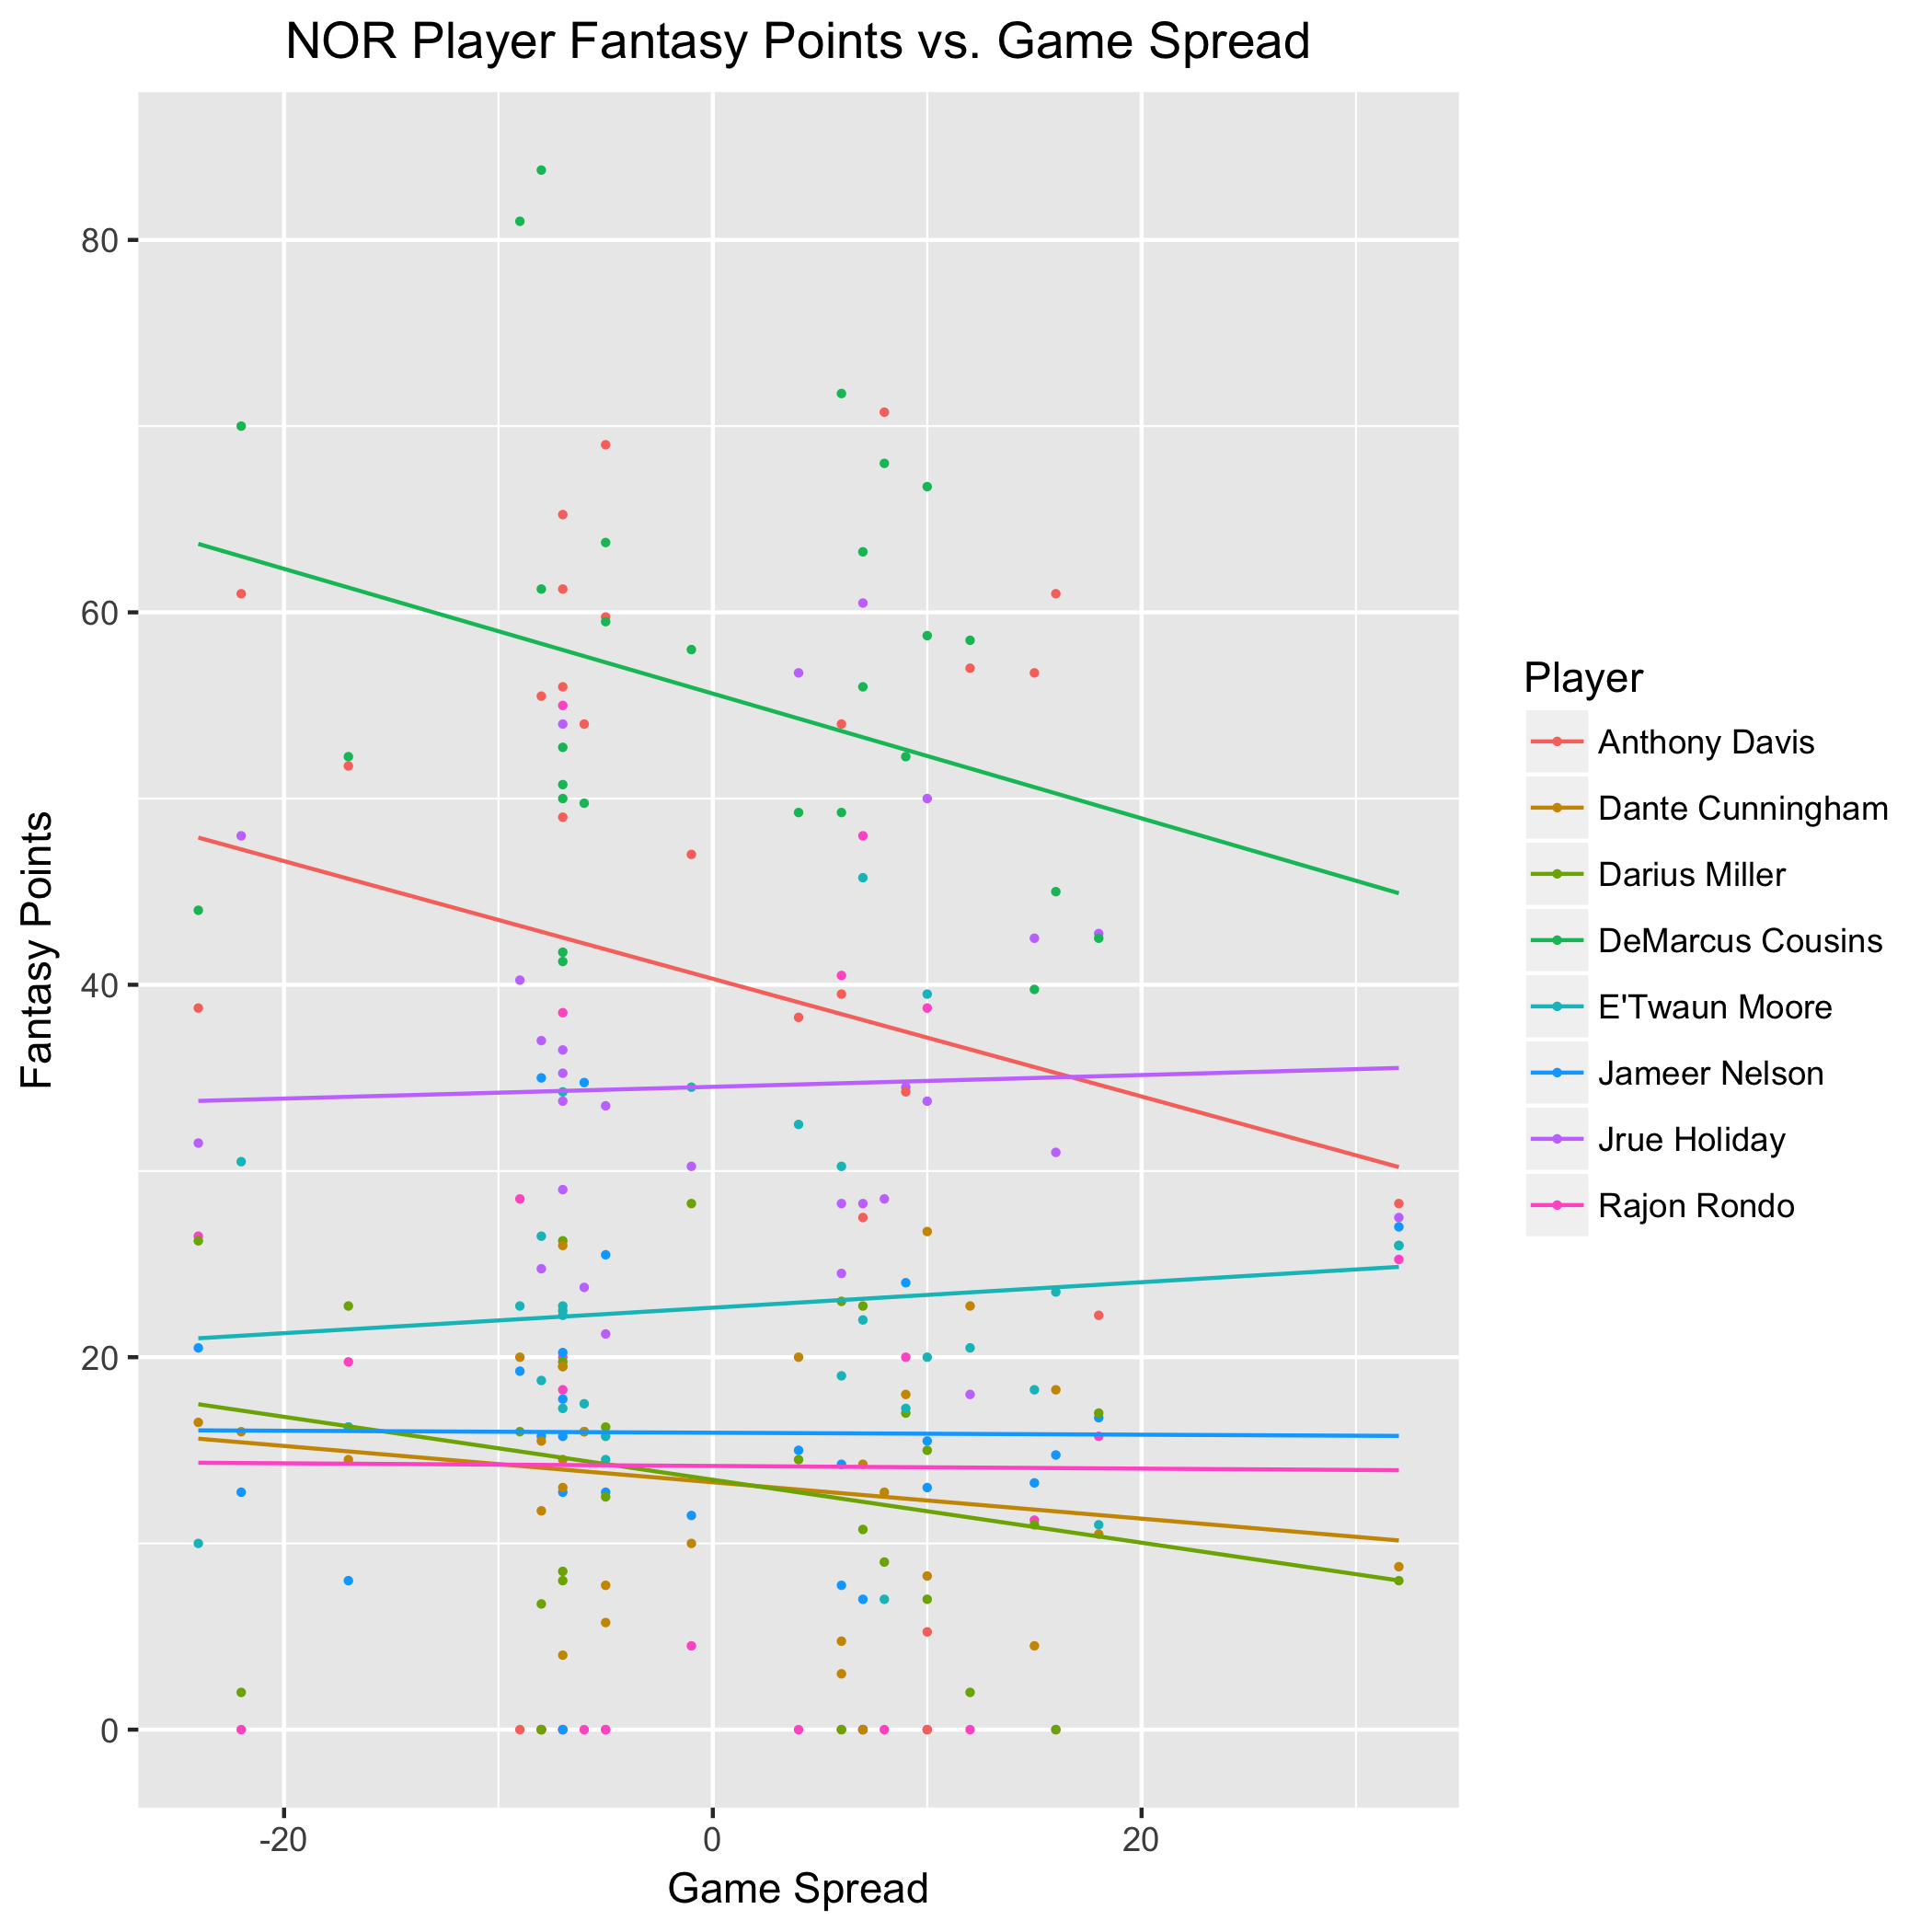 NOR Player Fantasy Points vs. Game Spread
80
60
40
20
0
Fantasy Points
-20
0
20
Game Spread
Player
Anthony Davis
Dante Cunningham
Darius Miller
DeMarcus Cousins
E'Twaun Moore
Jameer Nelson
Jrue Holiday
Rajon Rondo